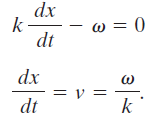 k dx/dt − ω = 0
dx/dt = v = ω/k.